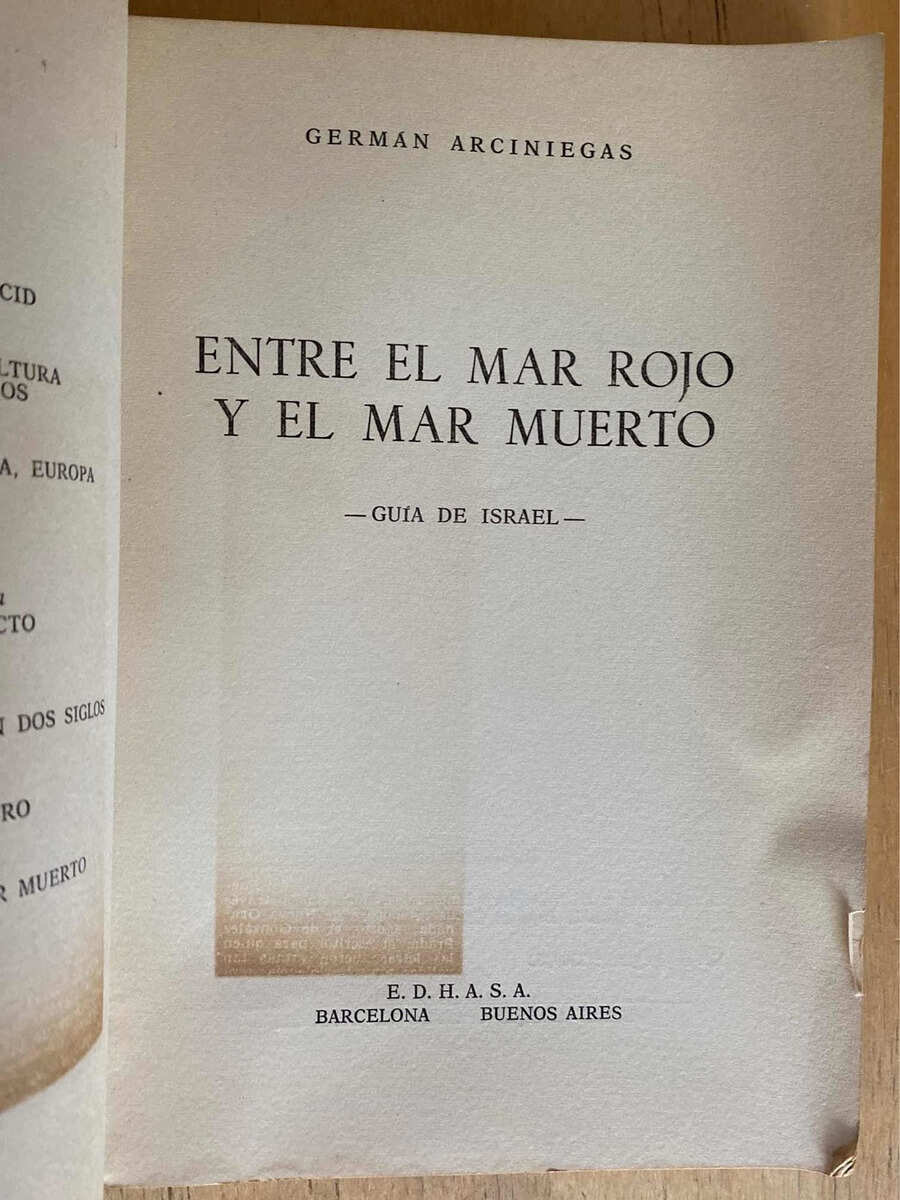 CID
LTURA
OS
A, EUROPA
CTO
DOS SIGLOS
RO
MUERTO
GERMÁN ARCINIEGAS
ENTRE EL MAR ROJO
Y EL MAR MUERTO
— GUÍA DE ISRAEL —
E. D. H. A. S. A.
BARCELONA BUENOS AIRES